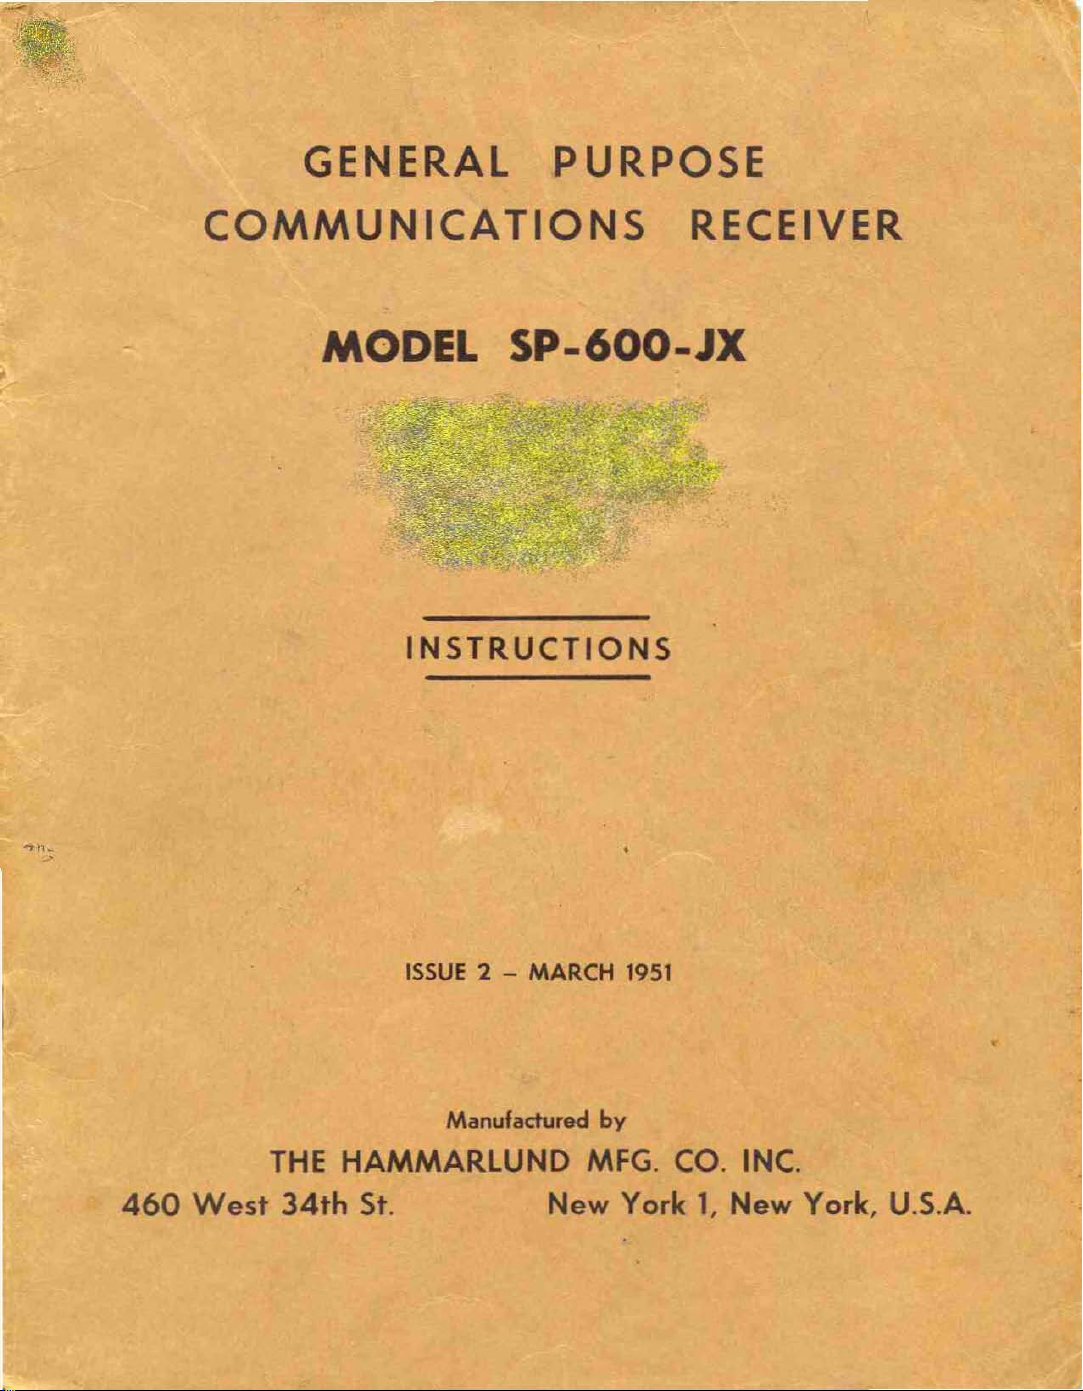 GENERAL PURPOSE
COMMUNICATIONS RECEIVER
MODEL SP-600-JX
INSTRUCTIONS
ISSUE 2 – MARCH 1951
Manufactured by
THE HAMMARLUND MFG. CO. INC.
460 West 34th St. New York 1, New York, U.S.A.